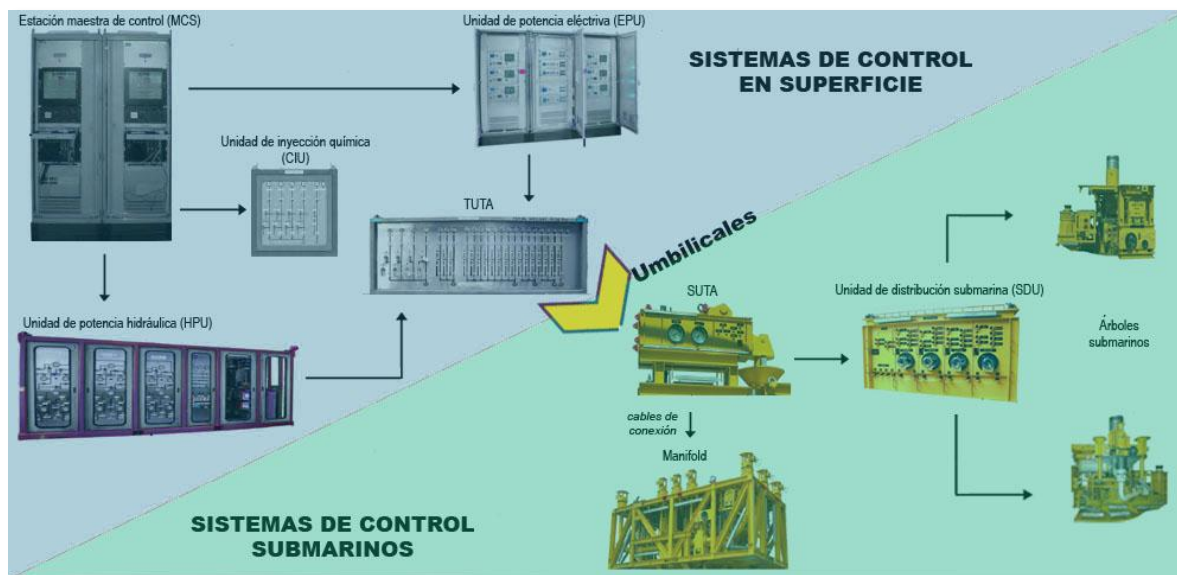 Estación maestra de control (MCS)
Unidad de potencia eléctriva (EPU)
SISTEMAS DE CONTROL
EN SUPERFICIE
Unidad de inyección química
(CIU)
TUTA
Umbilicales
SUTA
Unidad de distribución submarina (SDU)
Unidad de potencia hidráulica (HPU)
Árboles
submarinos
cables de
conexión
Manifold
SISTEMAS DE CONTROL
SUBMARINOS